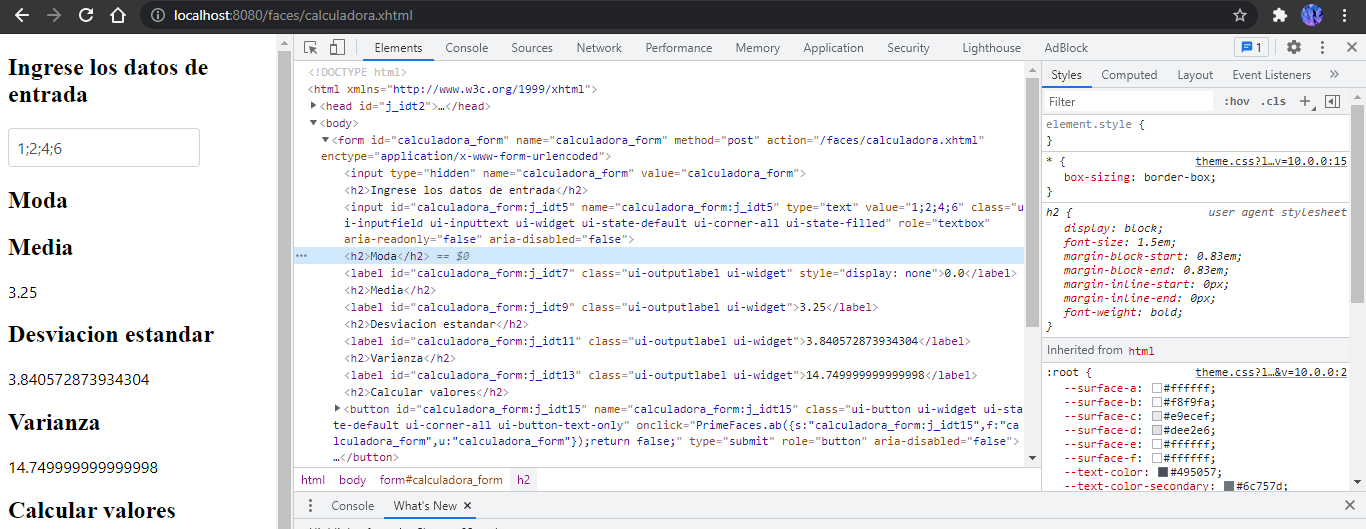 localhost:8080/faces/calculadora.xhtml
Ingrese los datos de
entrada
1;2;4;6
Moda
Media
3.25
Desviacion estandar
3.840572873934304
Varianza
14.749999999999998
Calcular valores
Elements Console Sources Network Performance Memory Application Security Lighthouse AdBlock 1
<!DOCTYPE html>
<html xmlns="http://www.w3c.org/1999/xhtml">
<head id="j_idt2">…</head>
<body>
<form id="calculadora_form" name="calculadora_form" method="post" action="/faces/calculadora.xhtml"
enctype="application/x-www-form-urlencoded">
<input type="hidden" name="calculadora_form" value="calculadora_form">
<h2>Ingrese los datos de entrada</h2>
<input id="calculadora_form:j_idt5" name="calculadora_form:j_idt5" type="text" value="1;2;4;6" class="u
i-inputfield ui-inputtext ui-widget ui-state-default ui-corner-all ui-state-filled" role="textbox"
aria-readonly="false" aria-disabled="false">
… <h2>Moda</h2> == $0
<label id="calculadora_form:j_idt7" class="ui-outputlabel ui-widget" style="display: none">0.0</label>
<h2>Media</h2>
<label id="calculadora_form:j_idt9" class="ui-outputlabel ui-widget">3.25</label>
<h2>Desviacion estandar</h2>
<label id="calculadora_form:j_idt11" class="ui-outputlabel ui-widget">3.840572873934304</label>
<h2>Varianza</h2>
<label id="calculadora_form:j_idt13" class="ui-outputlabel ui-widget">14.749999999999998</label>
<h2>Calcular valores</h2>
<button id="calculadora_form:j_idt15" name="calculadora_form:j_idt15" class="ui-button ui-widget ui-sta
te-default ui-corner-all ui-button-text-only" onclick="PrimeFaces.ab({s:"calculadora_form:j_idt15",f:"ca
lculadora_form",u:"calculadora_form"});return false;" type="submit" role="button" aria-disabled="false">
…</button>
html body form#calculadora_form h2
Console What's New
Styles Computed Layout Event Listeners »
Filter :hov .cls +
element.style {
}
* { theme.css?l…v=10.0.0:15
box-sizing: border-box;
}
h2 { user agent stylesheet
display: block;
font-size: 1.5em;
margin-block-start: 0.83em;
margin-block-end: 0.83em;
margin-inline-start: 0px;
margin-inline-end: 0px;
font-weight: bold;
}
Inherited from html
:root { theme.css?l…&v=10.0.0:2
--surface-a: #ffffff;
--surface-b: #f8f9fa;
--surface-c: #e9ecef;
--surface-d: #dee2e6;
--surface-e: #ffffff;
--surface-f: #ffffff;
--text-color: #495057;
--text-color-secondary: #6c757d;